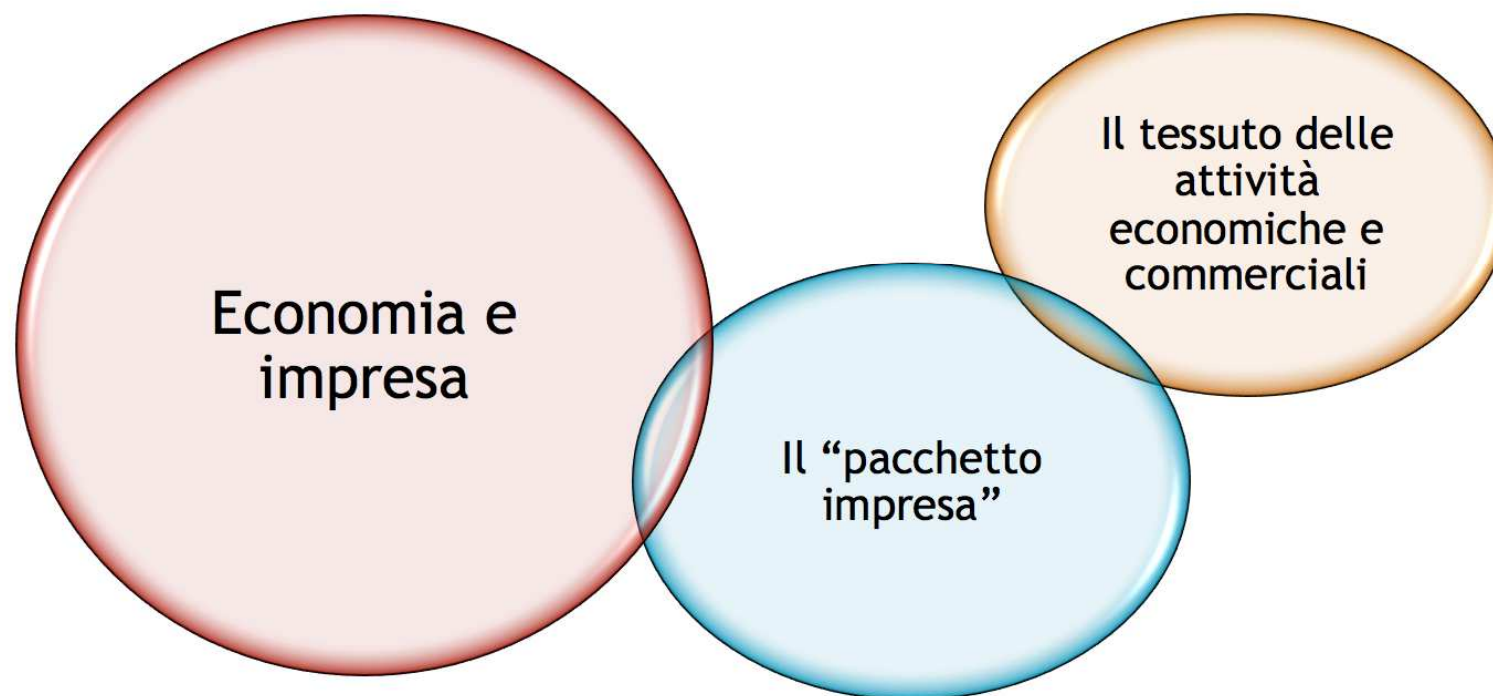 Economia e
impresa
Il “pacchetto
impresa”
Il tessuto delle
attività
economiche e
commerciali